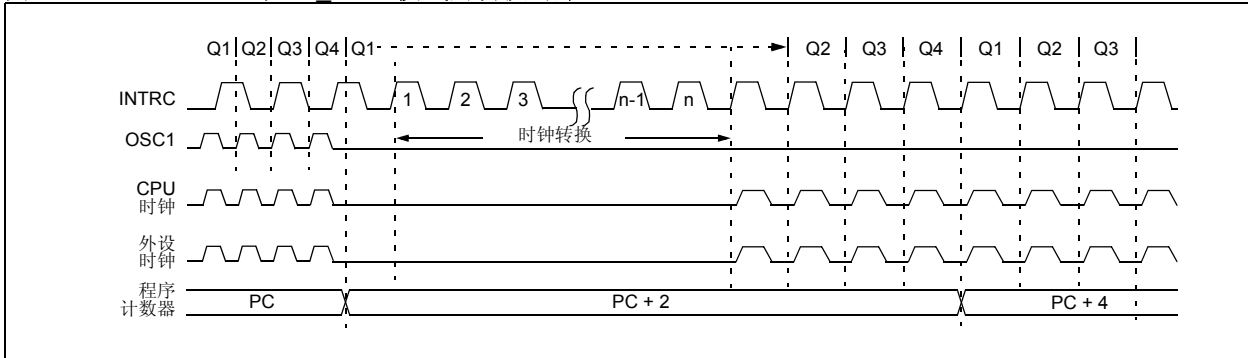 Q1 Q2 Q3 Q4 Q1 Q2 Q3 Q4 Q1 Q2 Q3
INTRC 1 2 3 n-1 n
OSC1 时钟转换
CPU
时钟
外设
时钟
程序
计数器 PC PC + 2 PC + 4